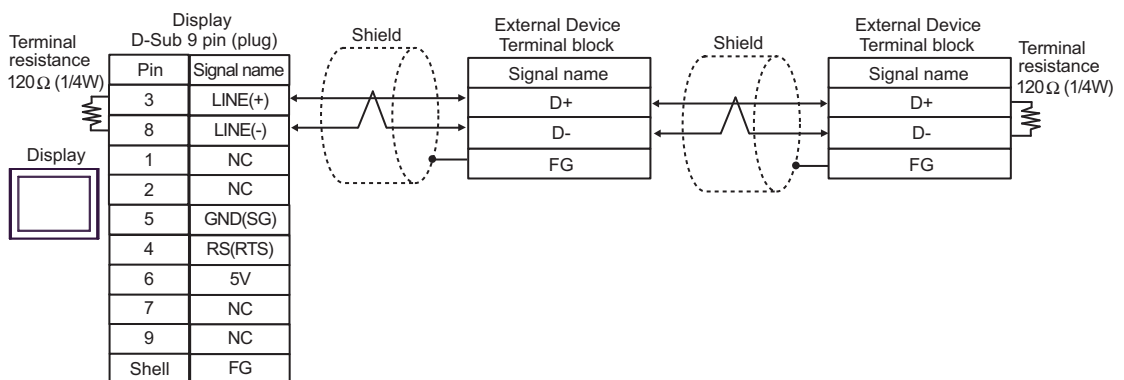 Display
D-Sub 9 pin (plug)
Terminal
resistance
120Ω (1/4W)
Pin Signal name
3 LINE(+)
8 LINE(-)
1 NC
2 NC
5 GND(SG)
4 RS(RTS)
6 5V
7 NC
9 NC
Shell FG
Display
Shield
External Device
Terminal block
Signal name
D+
D-
FG
Shield
External Device
Terminal block
Signal name
D+
D-
FG
Terminal
resistance
120Ω (1/4W)